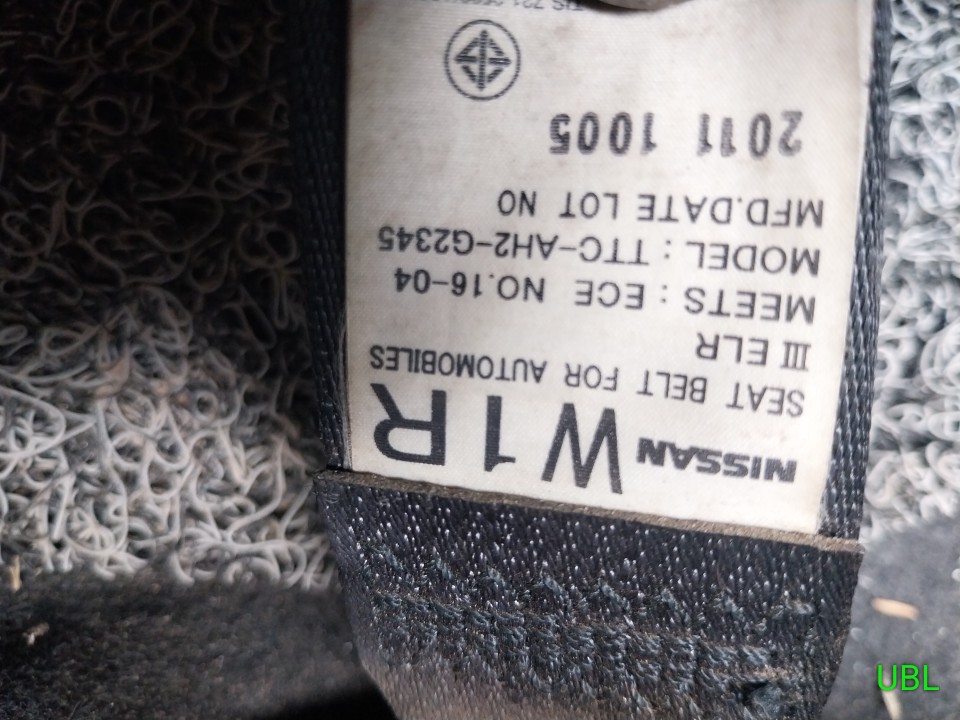 NISSAN W1R
SEAT BELT FOR AUTOMOBILES
III ELR
MEETS : ECE NO.16-04
MODEL : TTC-AH2-G2345
MFD.DATE LOT NO
2011 1005
UBL